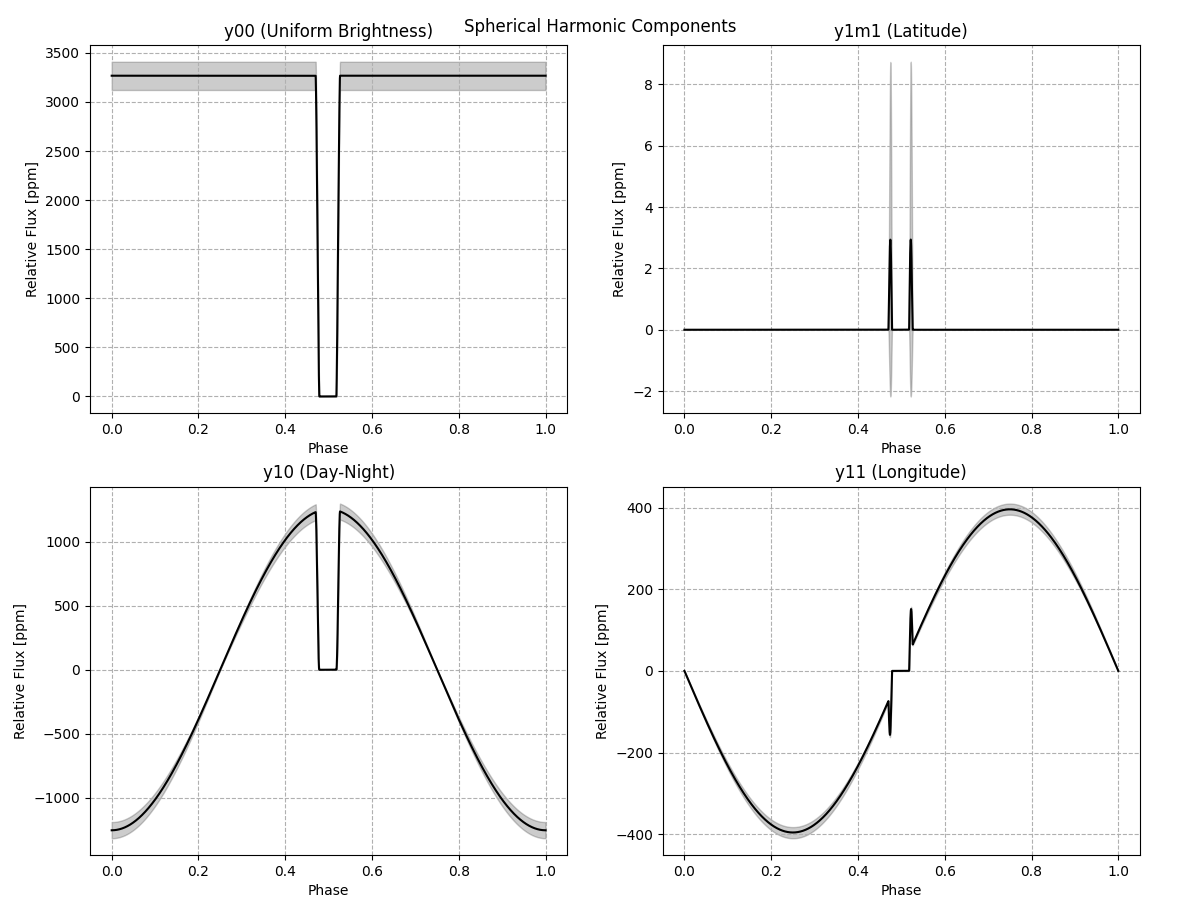 Spherical Harmonic Components
y00 (Uniform Brightness)
Relative Flux [ppm]
3500
3000
2500
2000
1500
1000
500
0
0.0 0.2 0.4 0.6 0.8 1.0
Phase
y1m1 (Latitude)
Relative Flux [ppm]
8
6
4
2
0
−2
0.0 0.2 0.4 0.6 0.8 1.0
Phase
y10 (Day-Night)
Relative Flux [ppm]
1000
500
0
−500
−1000
0.0 0.2 0.4 0.6 0.8 1.0
Phase
y11 (Longitude)
Relative Flux [ppm]
400
200
0
−200
−400
0.0 0.2 0.4 0.6 0.8 1.0
Phase